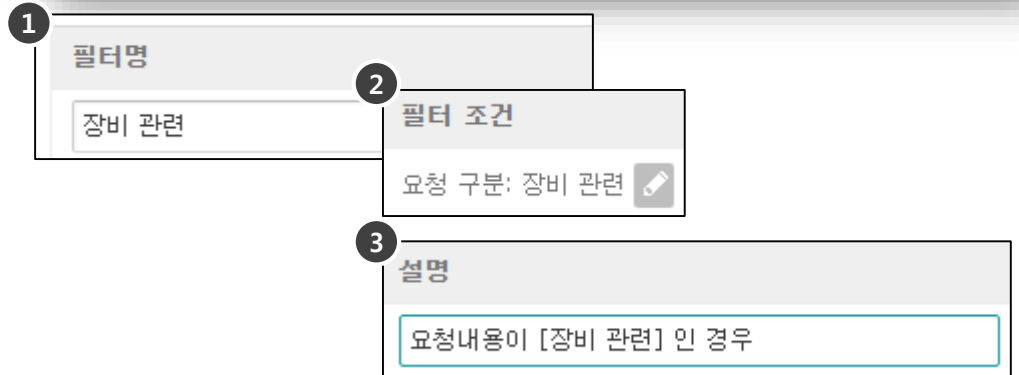 1
필터명
장비 관련
2
필터 조건
요청 구분: 장비 관련
3
설명
요청내용이 [장비 관련] 인 경우